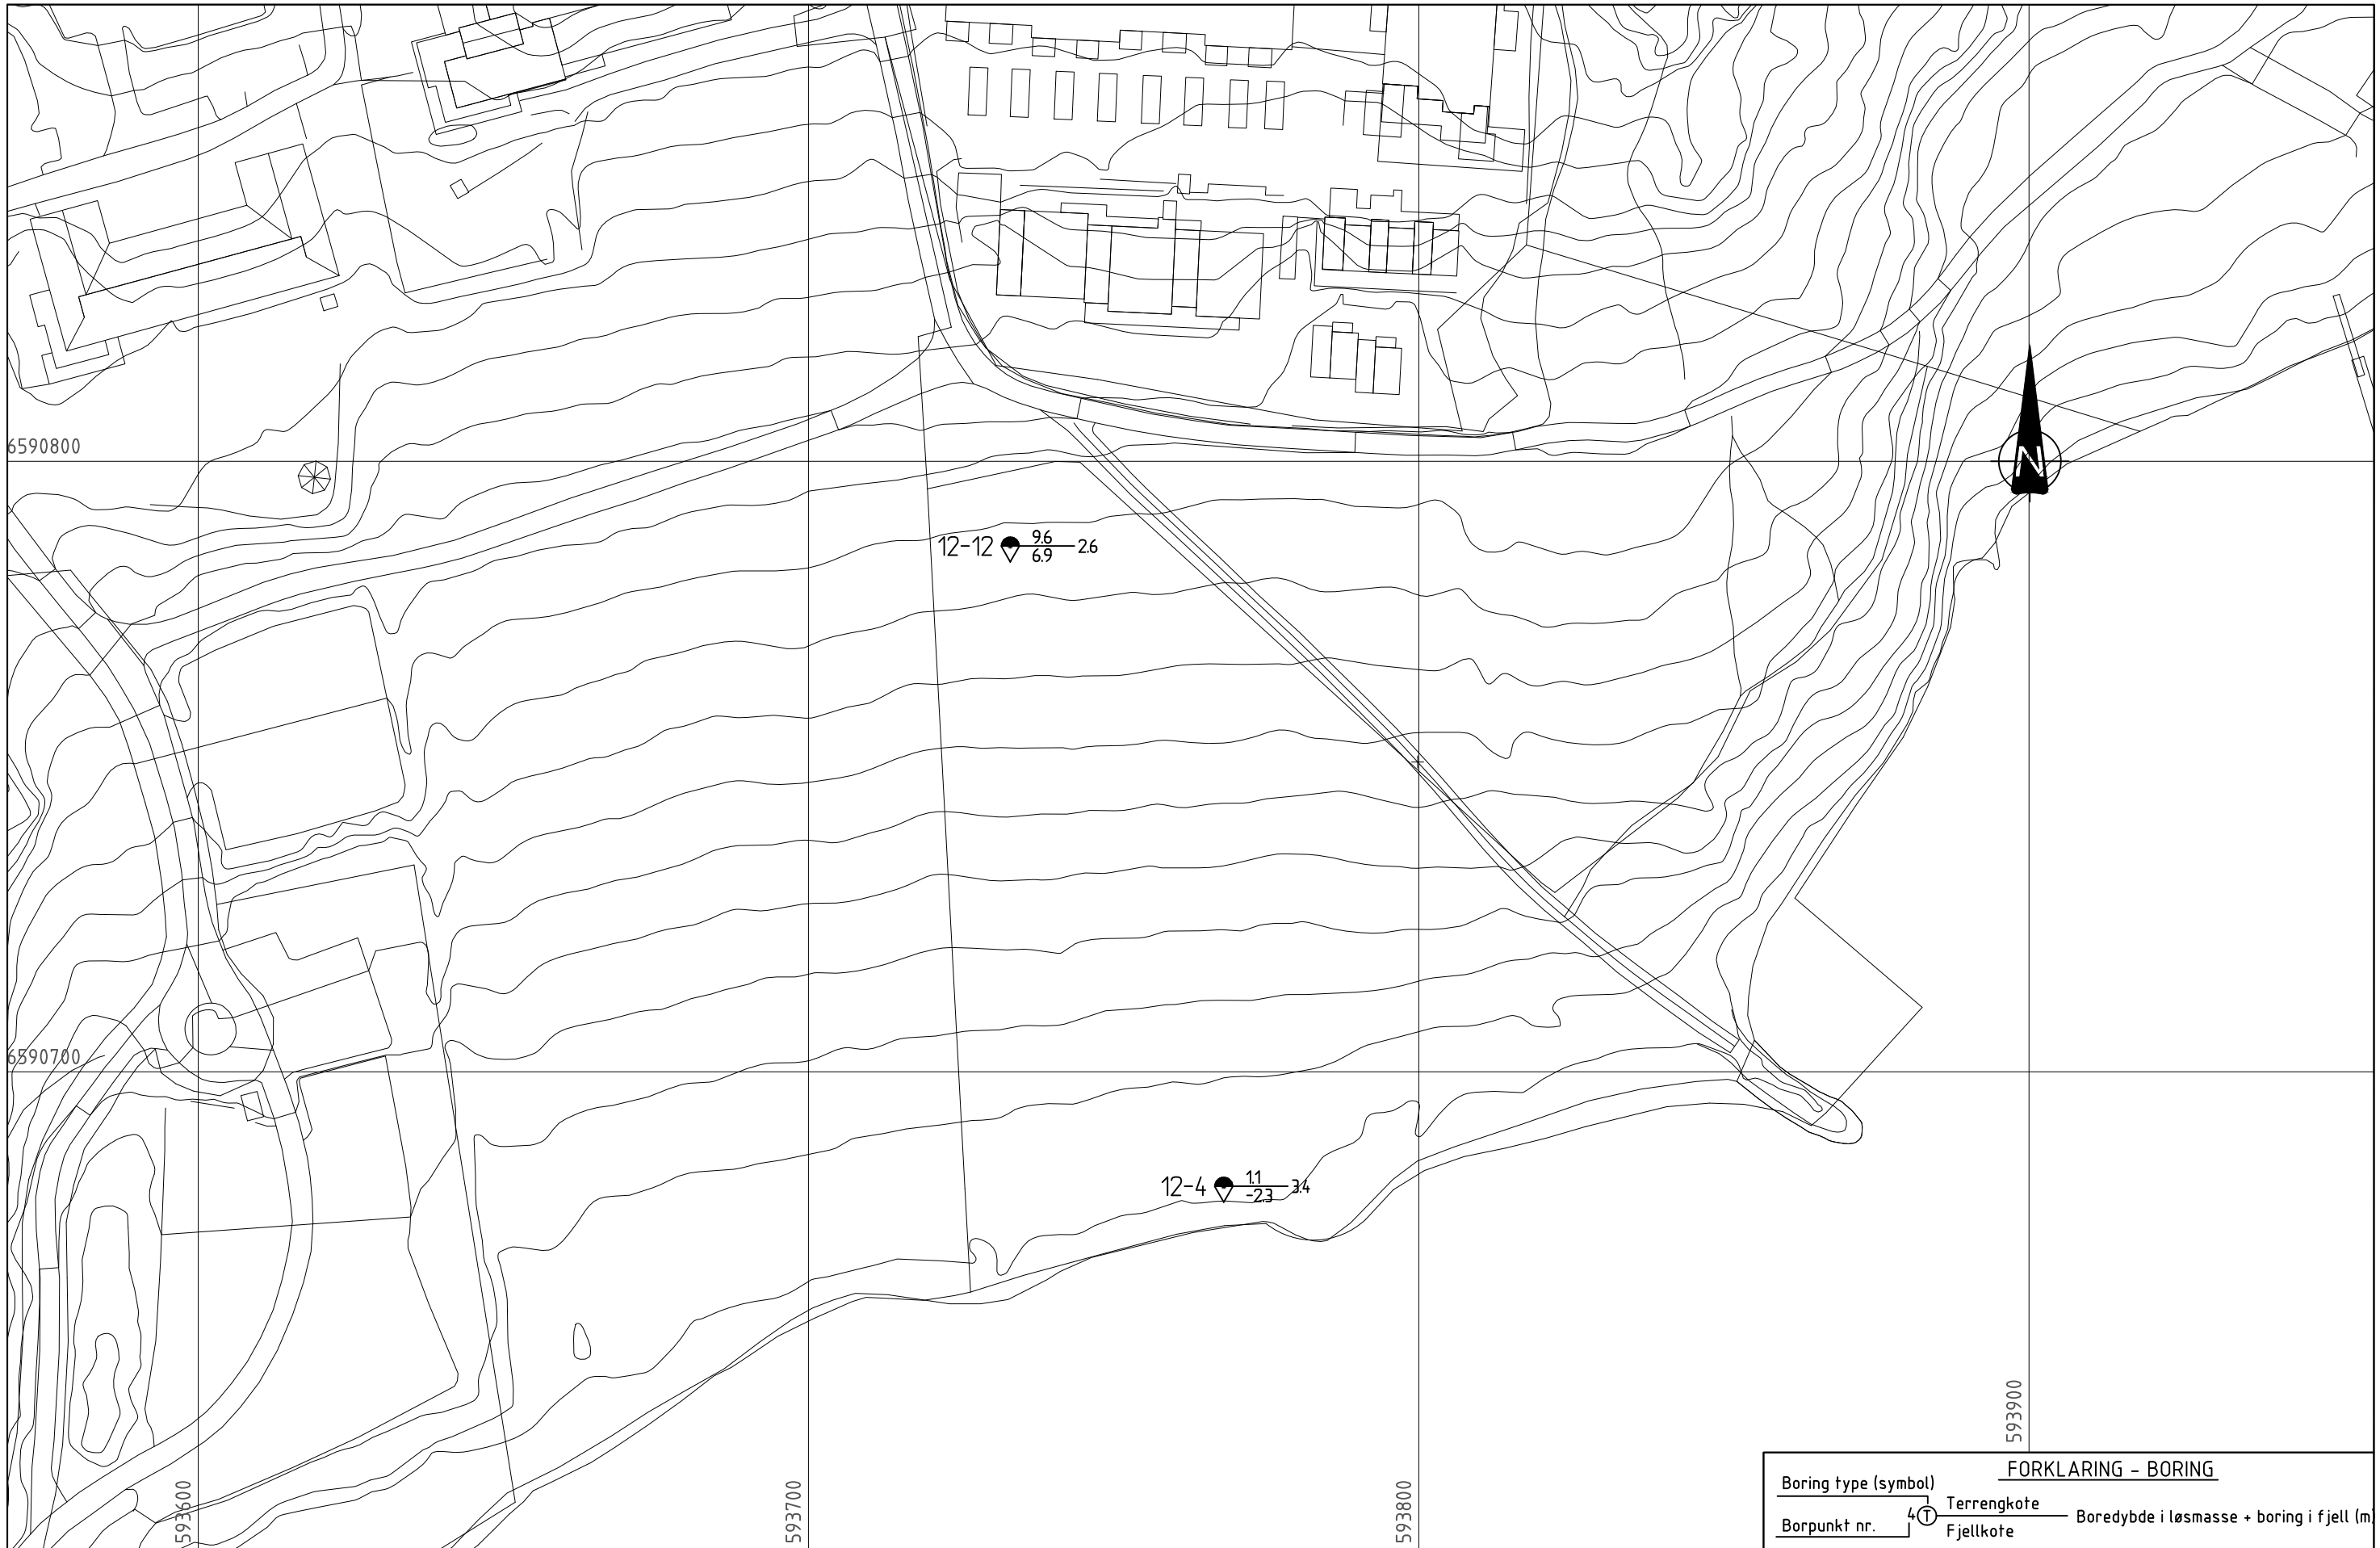 6590800
N
12-12 9.6 2.6
6.9
6590700
12-4 1.1 3.4
-2.3
593600
593700
593800
593900
FORKLARING - BORING
Boring type (symbol)
Terrengkote
4 T Boredybde i løsmasse + boring i fjell (m
Borpunkt nr.
Fjellkote